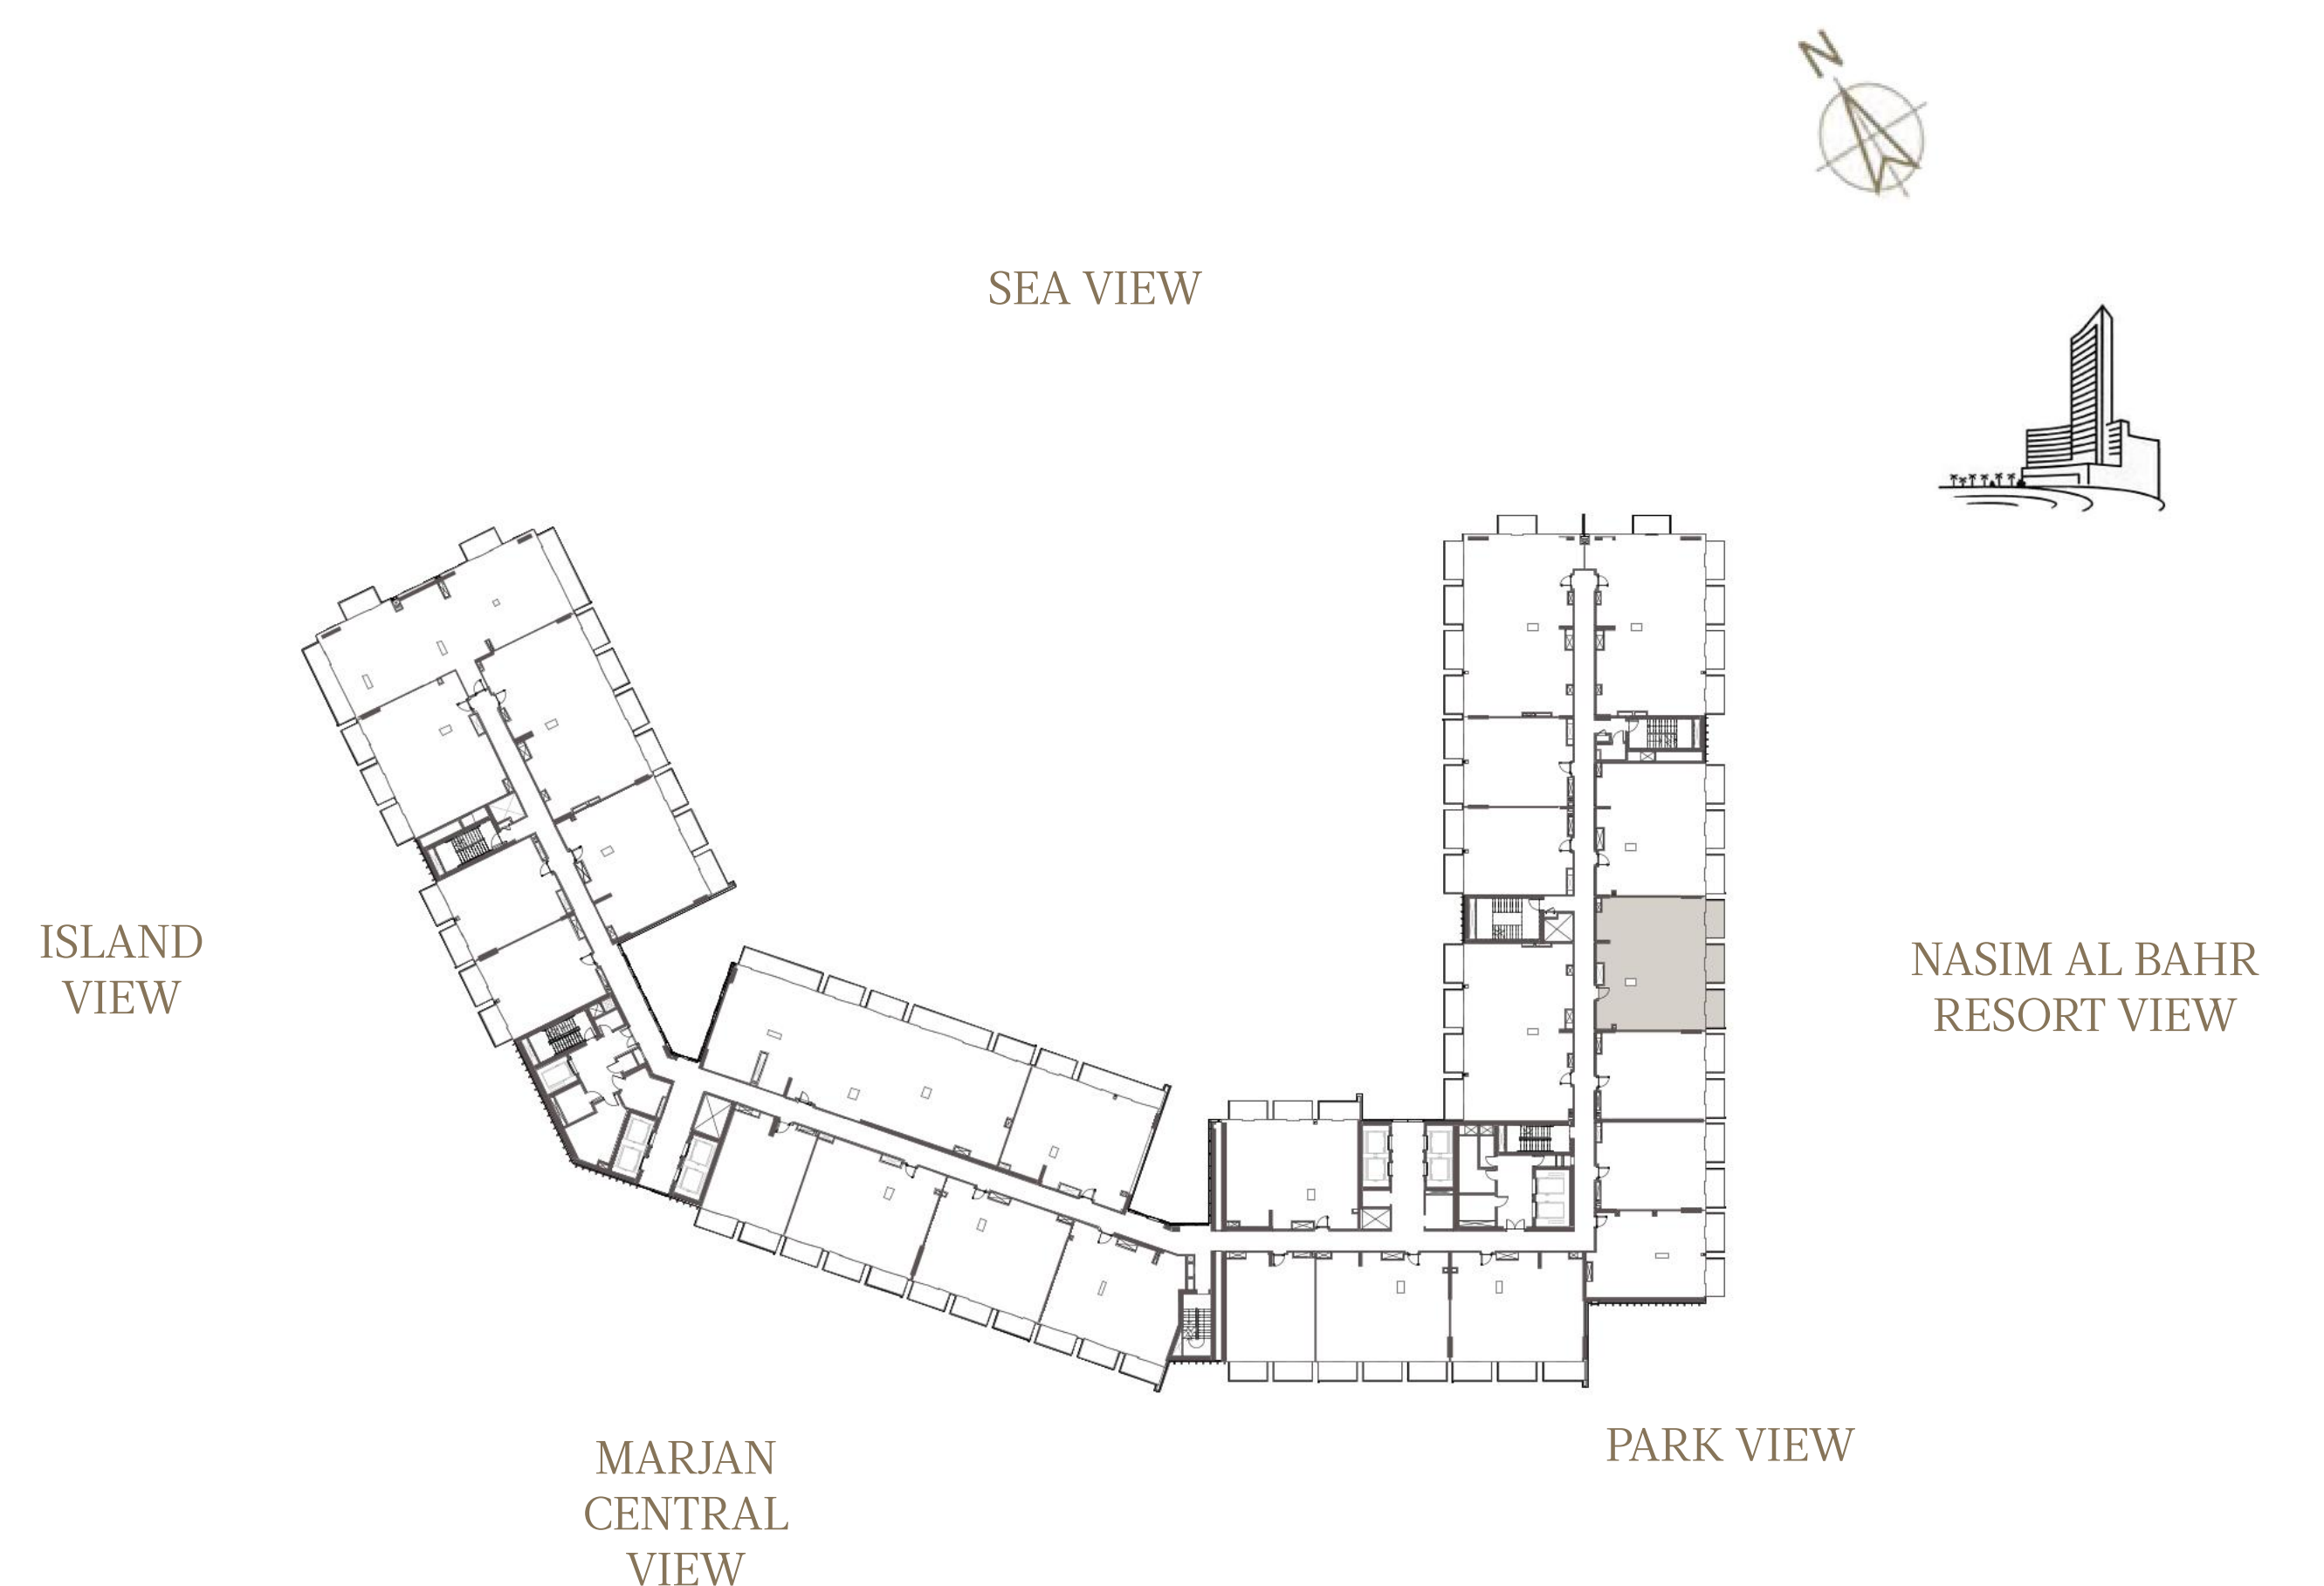 N
SEA VIEW
ISLAND
VIEW
NASIM AL BAHR
RESORT VIEW
PARK VIEW
MARJAN
CENTRAL
VIEW